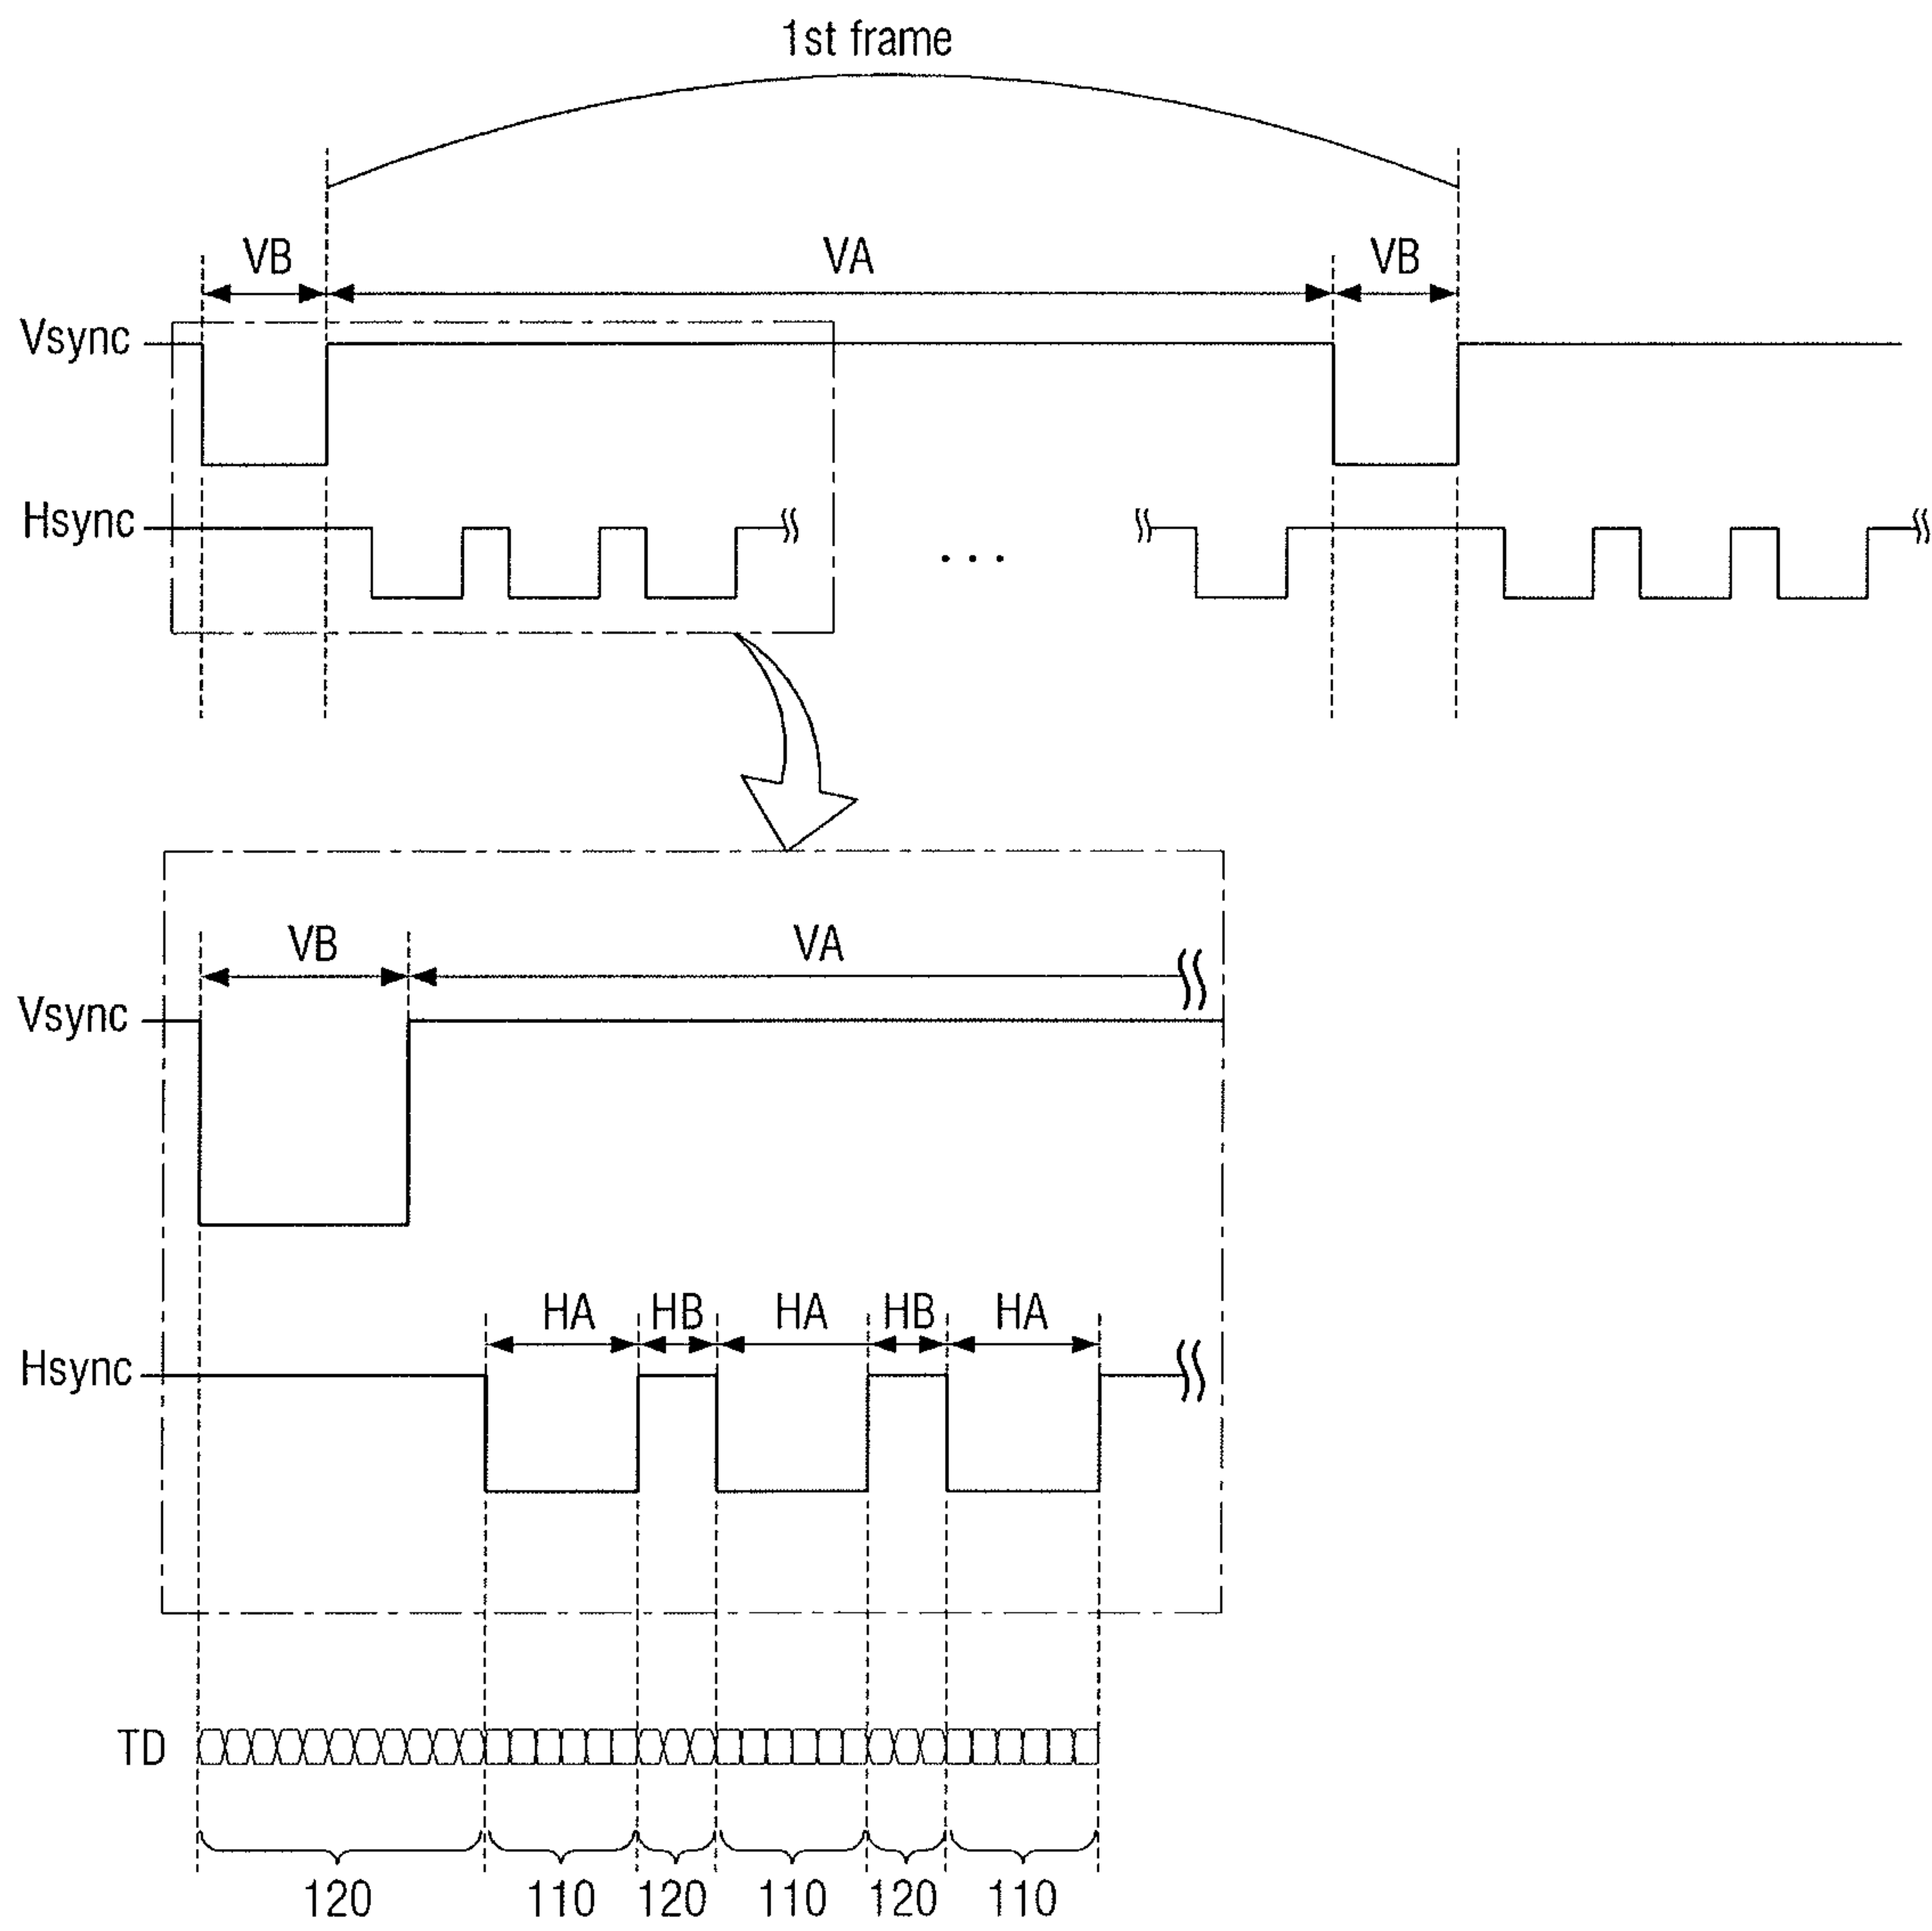 1st frame
VB VA VB
Vsync
Hsync
...
VB VA
Vsync
HA HB HA HB HA
Hsync
TD
120 110 120 110 120 110